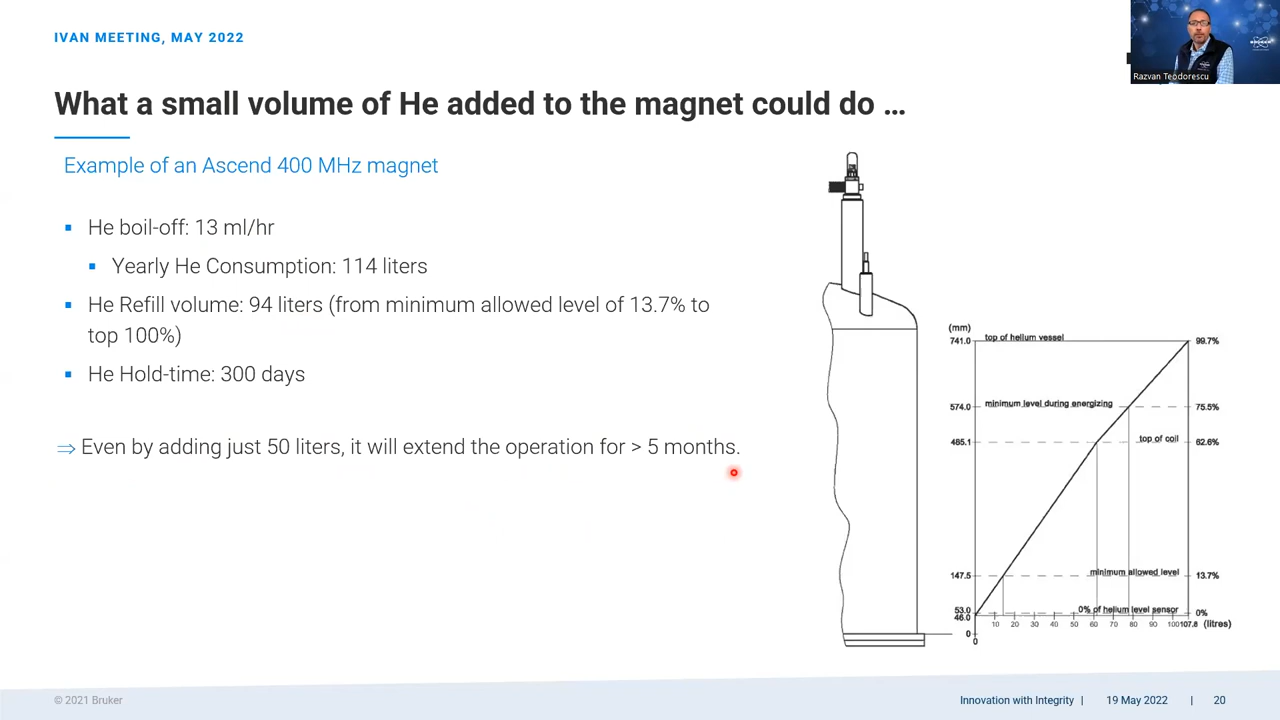 IVAN MEETING, MAY 2022
Razvan Teodorescu
What a small volume of He added to the magnet could do ...
Example of an Ascend 400 MHz magnet
He boil-off: 13 ml/hr
Yearly He Consumption: 114 liters
He Refill volume: 94 liters (from minimum allowed level of 13.7% to
top 100%)
He Hold-time: 300 days
⇒ Even by adding just 50 liters, it will extend the operation for > 5 months.
(mm)
741.0 top of helium vessel 99.7%
574.0 minimum level during energizing 75.5%
485.1 top of coil 62.6%
147.5 minimum allowed level 13.7%
53.0 0% of helium level sensor 0%
46.0
10 20 30 40 50 60 70 80 90 100 107.8 (litres)
0
0
© 2021 Bruker
Innovation with Integrity | 19 May 2022 | 20